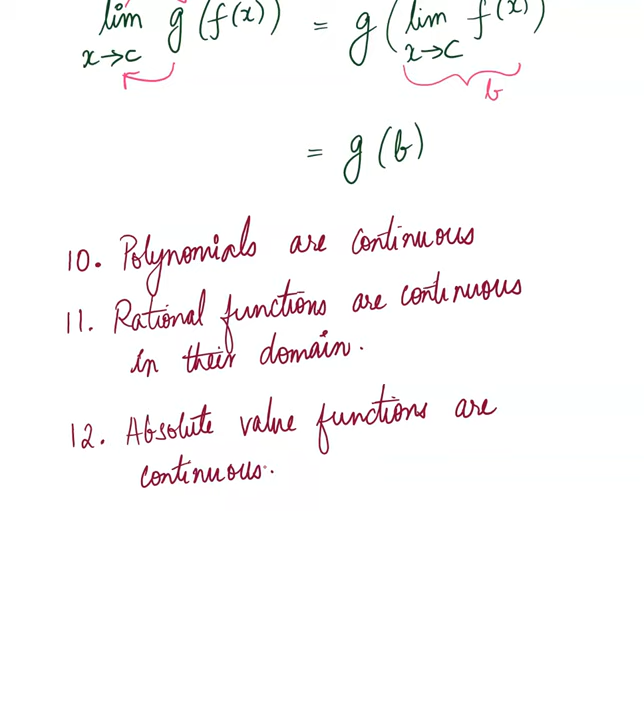 lim g(f(x)) = g(lim f(x))
x→c x→c
b
= g(b)
10. Polynomials are continuous
11. Rational functions are continuous
in their domain.
12. Absolute value functions are
continuous.